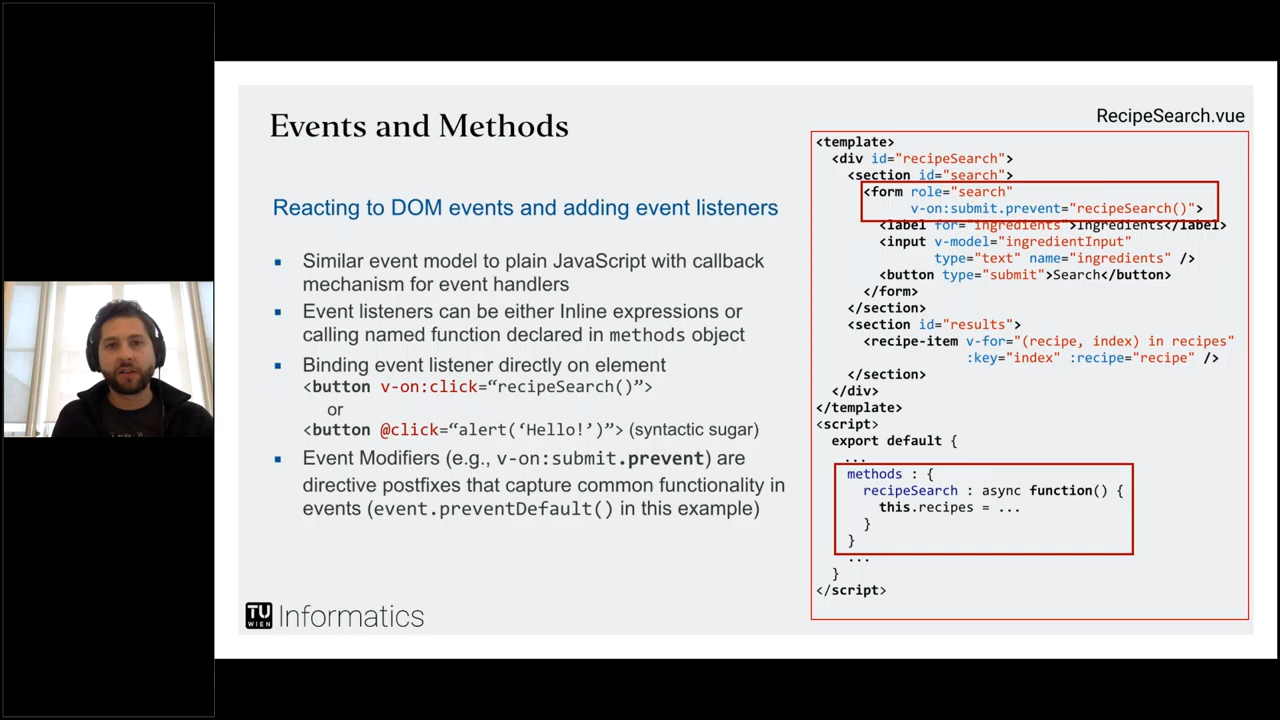 Events and Methods
Reacting to DOM events and adding event listeners
▪ Similar event model to plain JavaScript with callback
mechanism for event handlers
▪ Event listeners can be either Inline expressions or
calling named function declared in methods object
▪ Binding event listener directly on element
<button v-on:click=“recipeSearch()”>
or
<button @click=“alert(‘Hello!’)”> (syntactic sugar)
▪ Event Modifiers (e.g., v-on:submit.prevent) are
directive postfixes that capture common functionality in
events (event.preventDefault() in this example)
TU
WIEN
Informatics
RecipeSearch.vue
<template>
<div id="recipeSearch">
<section id="search">
<form role="search"
v-on:submit.prevent="recipeSearch()">
<label for="ingredients">Ingredients</label>
<input v-model="ingredientInput"
type="text" name="ingredients" />
<button type="submit">Search</button>
</form>
</section>
<section id="results">
<recipe-item v-for="(recipe, index) in recipes"
:key="index" :recipe="recipe" />
</section>
</div>
</template>
<script>
export default {
...
methods : {
recipeSearch : async function() {
this.recipes = ...
}
}
...
}
</script>